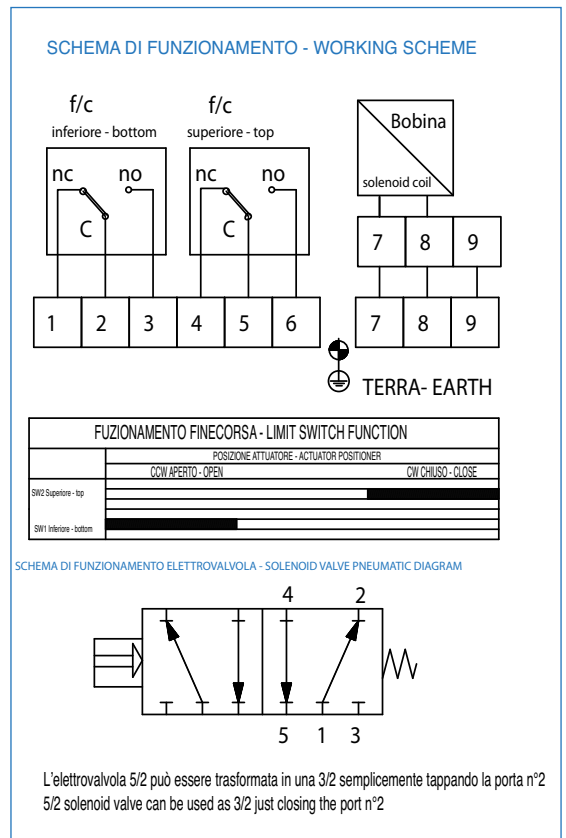 SCHEMA DI FUNZIONAMENTO - WORKING SCHEME
f/c f/c
inferiore - bottom superiore - top
Bobina
solenoid coil
nc no nc no
C C
7 8 9
1 2 3 4 5 6 7 8 9
TERRA- EARTH
FUZIONAMENTO FINECORSA - LIMIT SWITCH FUNCTION
POSIZIONE ATTUATORE - ACTUATOR POSITIONER
CCW APERTO - OPEN CW CHIUSO - CLOSE
SW2 Superiore - top
SW1 Inferiore - bottom
SCHEMA DI FUNZIONAMENTO ELETTROVALVOLA - SOLENOID VALVE PNEUMATIC DIAGRAM
4 2
5 1 3
L'elettrovalvola 5/2 può essere trasformata in una 3/2 semplicemente tappando la porta n°2
5/2 solenoid valve can be used as 3/2 just closing the port n°2